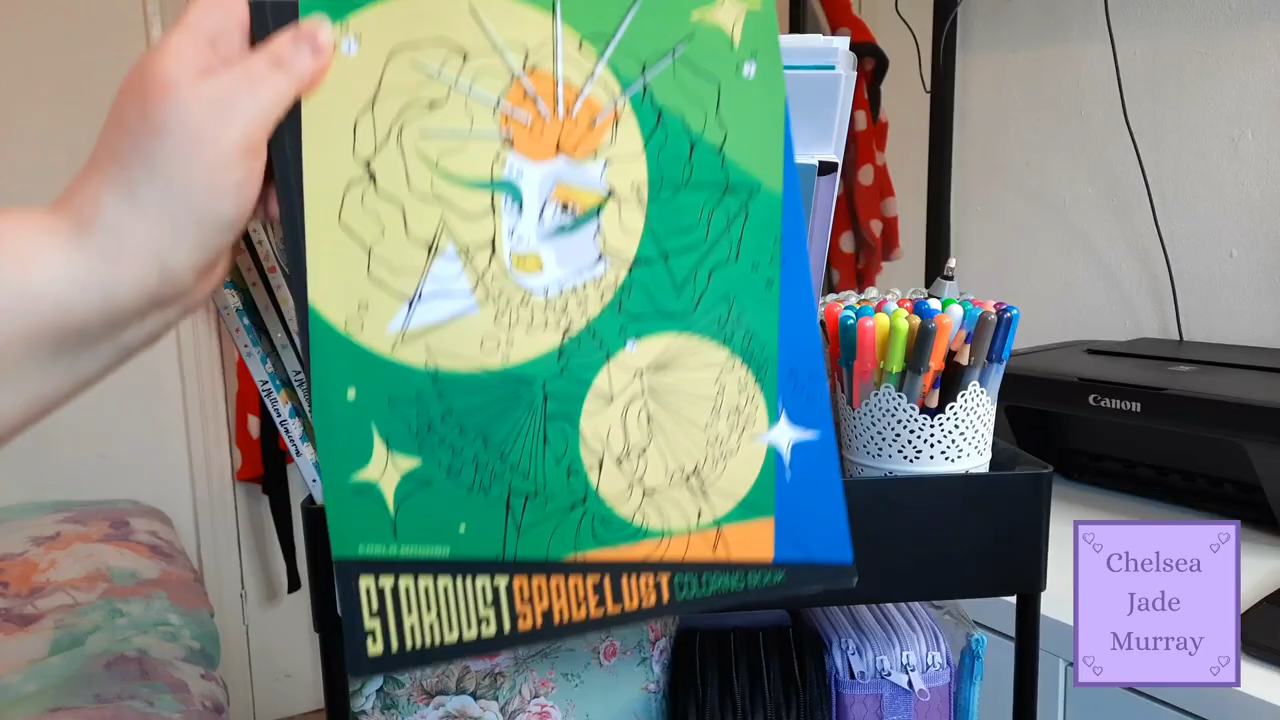 A Million Unicorns
Canon
STARDUST SPACELUST COLORING BOOK
Chelsea
Jade
Murray